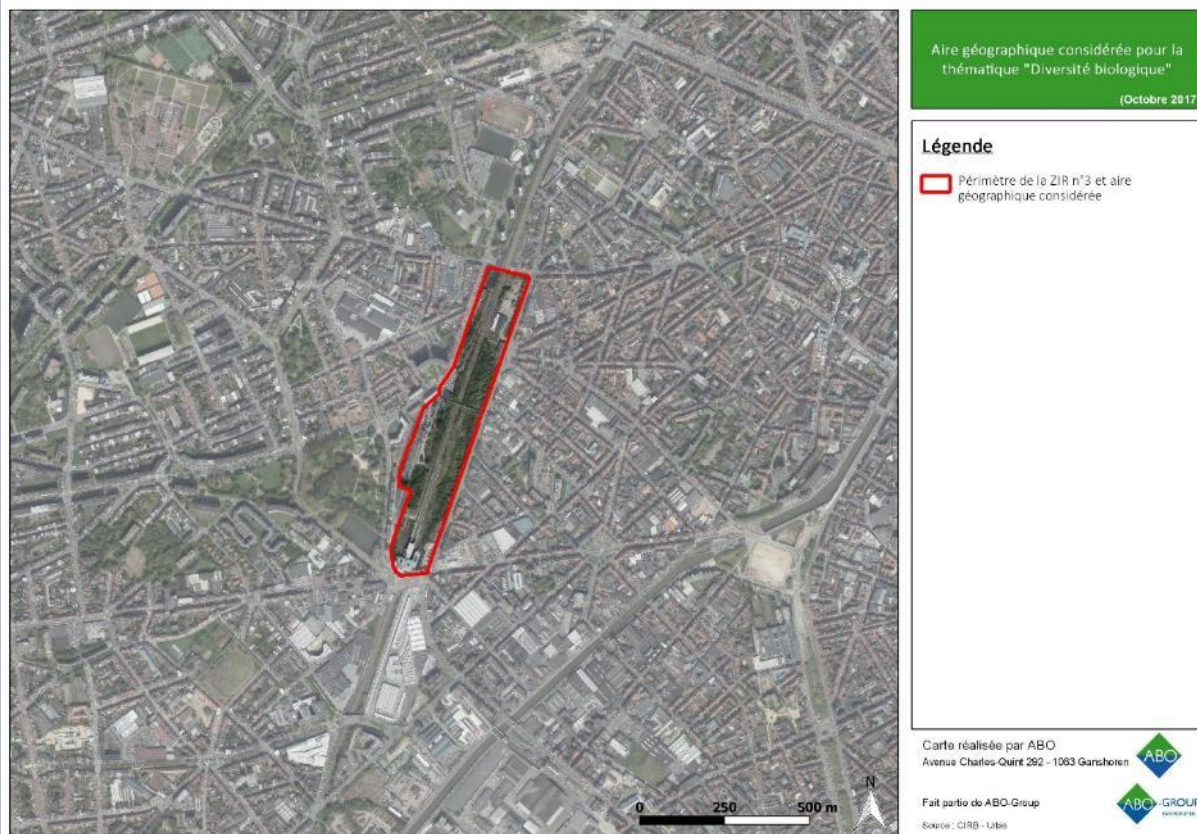 Aire géographique considérée pour la
thématique "Diversité biologique"
(Octobre 2017
Légende
Périmètre de la ZIR n°3 et aire
géographique considérée
0 250 500 m
N
Carte réalisée par ABO
Avenue Charles-Quint 292 - 1083 Ganshoren
ABO
Fait partie de ABO-Group
ABO-GROUP
Source : CIRB - Urbis